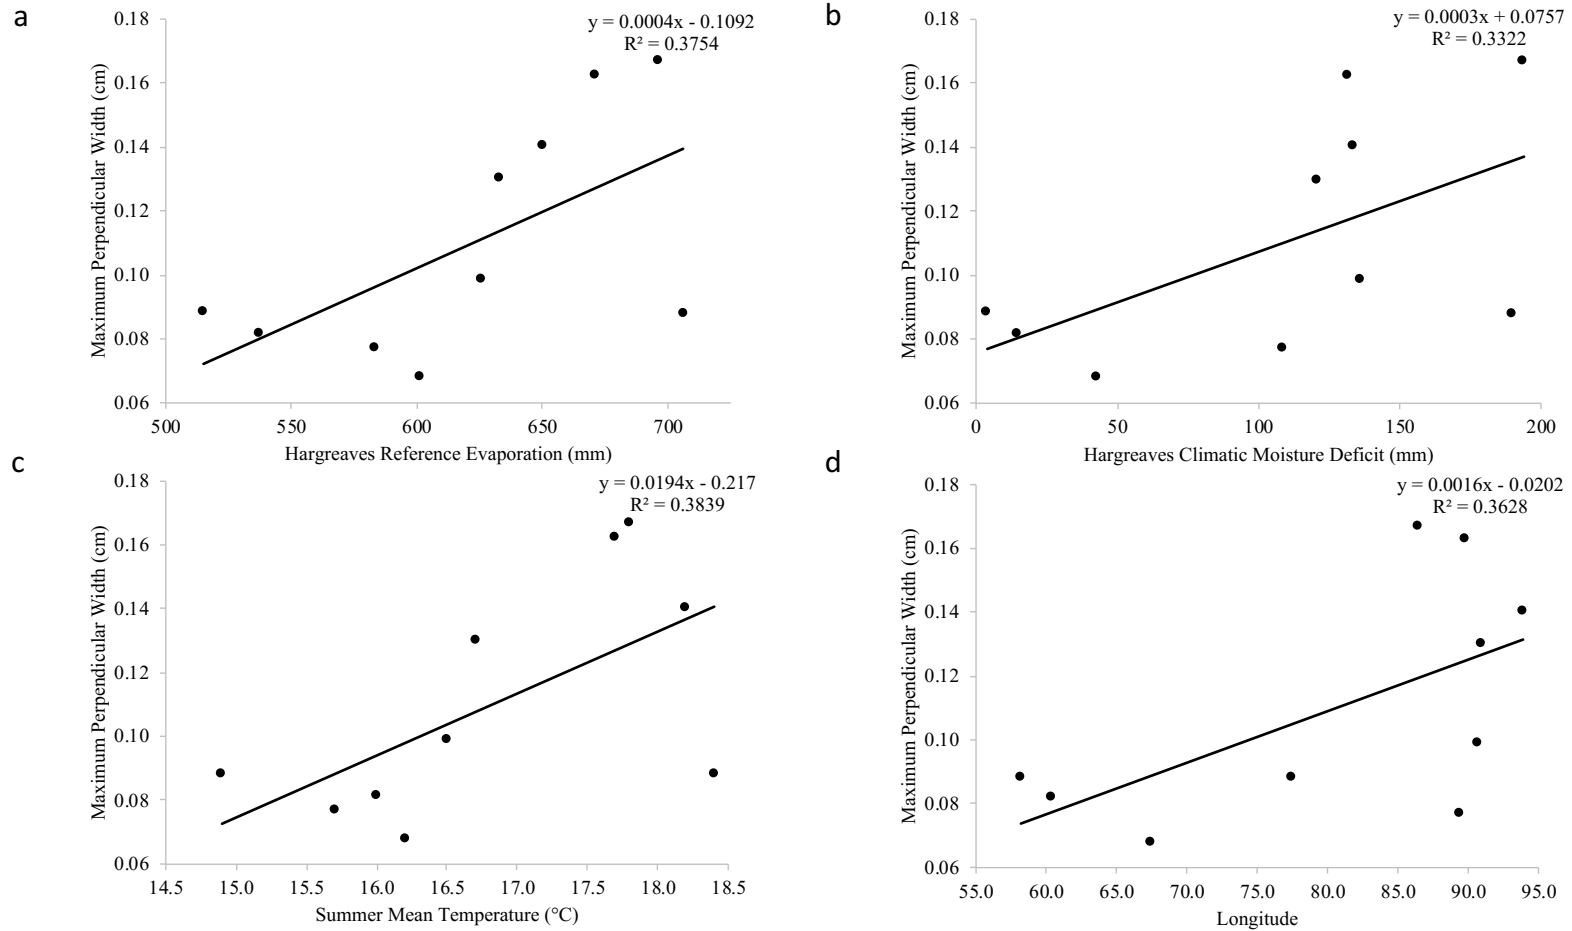 a
y = 0.0004x - 0.1092
R² = 0.3754
Maximum Perpendicular Width (cm)
0.18
0.16
0.14
0.12
0.10
0.08
0.06
500 550 600 650 700
Hargreaves Reference Evaporation (mm)
b
y = 0.0003x + 0.0757
R² = 0.3322
Maximum Perpendicular Width (cm)
0.18
0.16
0.14
0.12
0.10
0.08
0.06
0 50 100 150 200
Hargreaves Climatic Moisture Deficit (mm)
c
y = 0.0194x - 0.217
R² = 0.3839
Maximum Perpendicular Width (cm)
0.18
0.16
0.14
0.12
0.10
0.08
0.06
14.5 15.0 15.5 16.0 16.5 17.0 17.5 18.0 18.5
Summer Mean Temperature (°C)
d
y = 0.0016x - 0.0202
R² = 0.3628
Maximum Perpendicular Width (cm)
0.18
0.16
0.14
0.12
0.10
0.08
0.06
55.0 60.0 65.0 70.0 75.0 80.0 85.0 90.0 95.0
Longitude